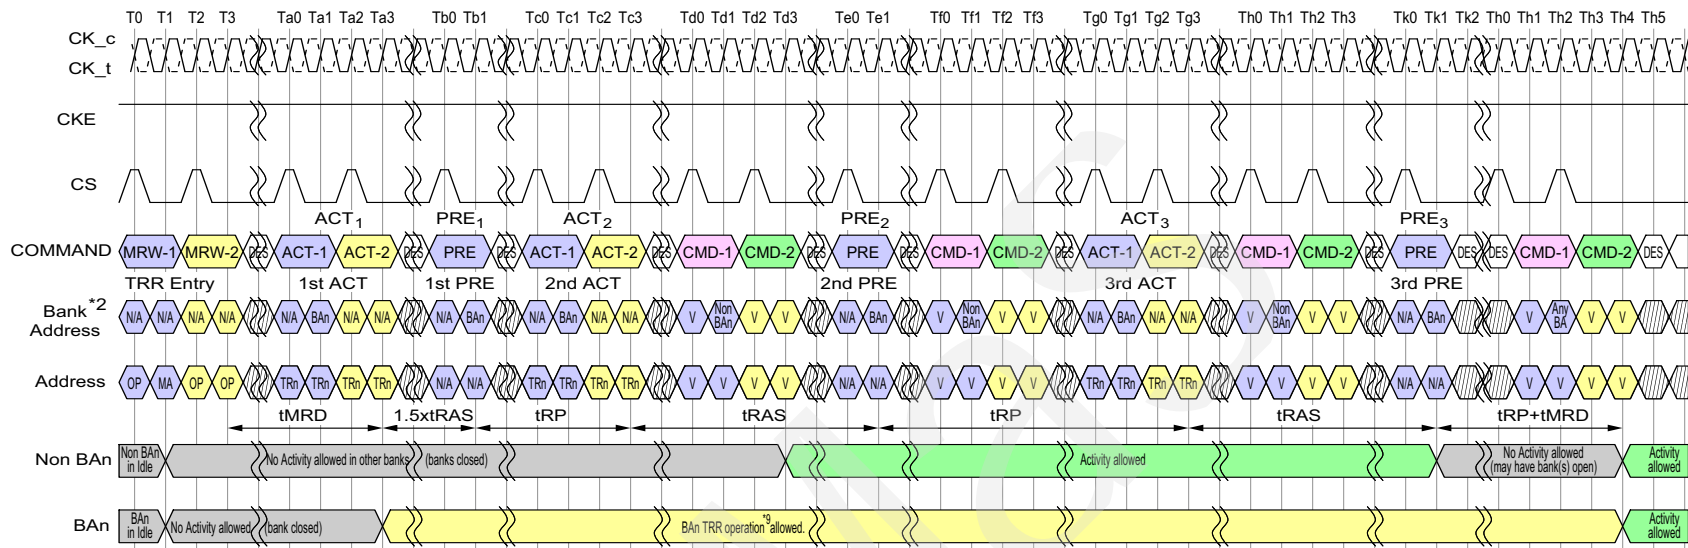 T0 T1 T2 T3 Ta0 Ta1 Ta2 Ta3 Tb0 Tb1 Tc0 Tc1 Tc2 Tc3 Td0 Td1 Td2 Td3 Te0 Te1 Tf0 Tf1 Tf2 Tf3 Tg0 Tg1 Tg2 Tg3 Th0 Th1 Th2 Th3 Tk0 Tk1 Tk2 Th0 Th1 Th2 Th3 Th4 Th5
CK_c
CK_t
CKE
CS
ACT1 PRE1 ACT2 PRE2 ACT3 PRE3
COMMAND MRW-1 MRW-2 DES ACT-1 ACT-2 DES PRE DES ACT-1 ACT-2 DES CMD-1 CMD-2 DES PRE DES CMD-1 CMD-2 DES ACT-1 ACT-2 DES CMD-1 CMD-2 DES PRE DES DES CMD-1 CMD-2 DES
TRR Entry 1st ACT 1st PRE 2nd ACT 2nd PRE 3rd ACT 3rd PRE
Bank*2 Address N/A N/A N/A N/A N/A BAn N/A N/A N/A BAn N/A BAn N/A N/A V Non BAn V V N/A BAn V Non BAn V V N/A BAn N/A N/A V Non BAn V V N/A BAn V Any BA V V
Address OP MA OP OP TRn TRn TRn TRn N/A N/A TRn TRn TRn TRn V V V V N/A N/A V V V V TRn TRn TRn TRn V V V V N/A N/A V V V V
tMRD 1.5xtRAS tRP tRAS tRP tRAS tRP+tMRD
Non BAn Non BAn in Idle No Activity allowed in other banks (banks closed) Activity allowed No Activity allowed (may have bank(s) open) Activity allowed
BAn BAn in Idle No Activity allowed (bank closed) BAn TRR operation*9 allowed. Activity allowed